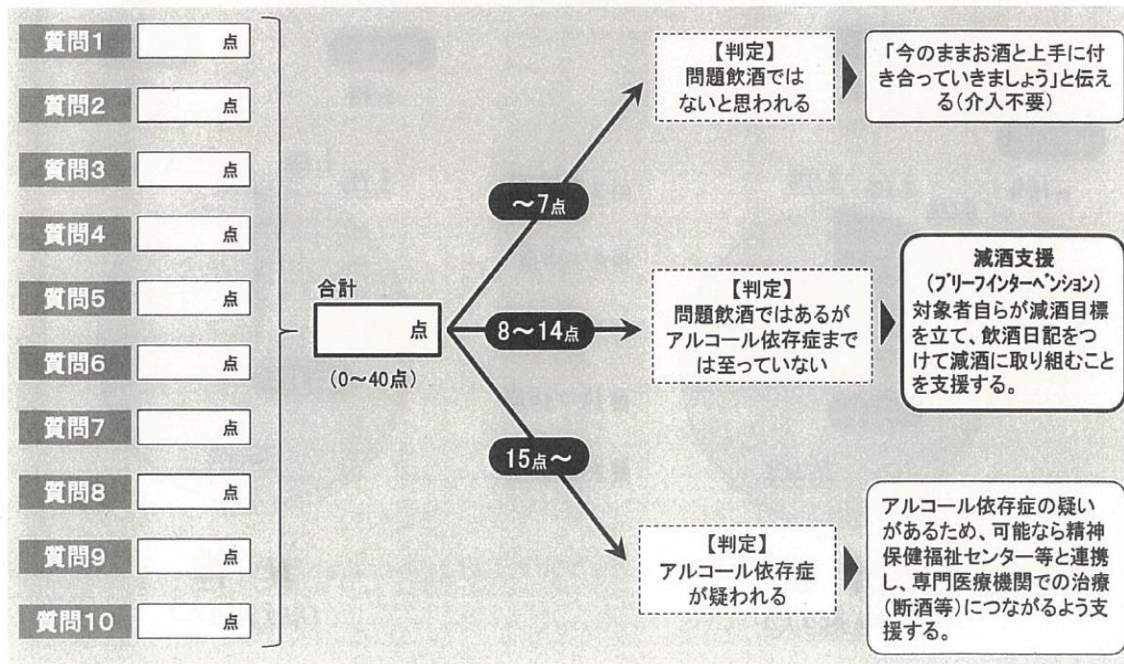 質問1 点
質問2 点
質問3 点
質問4 点
質問5 点
質問6 点
質問7 点
質問8 点
質問9 点
質問10 点
合計
点
(0～40点)
～7点
【判定】
問題飲酒では
ないと思われる
「今のままお酒と上手に付
き合っていきましょう」と伝え
る(介入不要)
8～14点
【判定】
問題飲酒ではあるが
アルコール依存症まで
は至っていない
減酒支援
(ブリーフインターベンション)
対象者自らが減酒目標
を立て、飲酒日記をつ
けて減酒に取り組むこと
を支援する。
15点～
【判定】
アルコール依存症
が疑われる
アルコール依存症の疑い
があるため、可能なら精神
保健福祉センター等と連携
し、専門医療機関での治療
(断酒等)につながるよう支
援する。